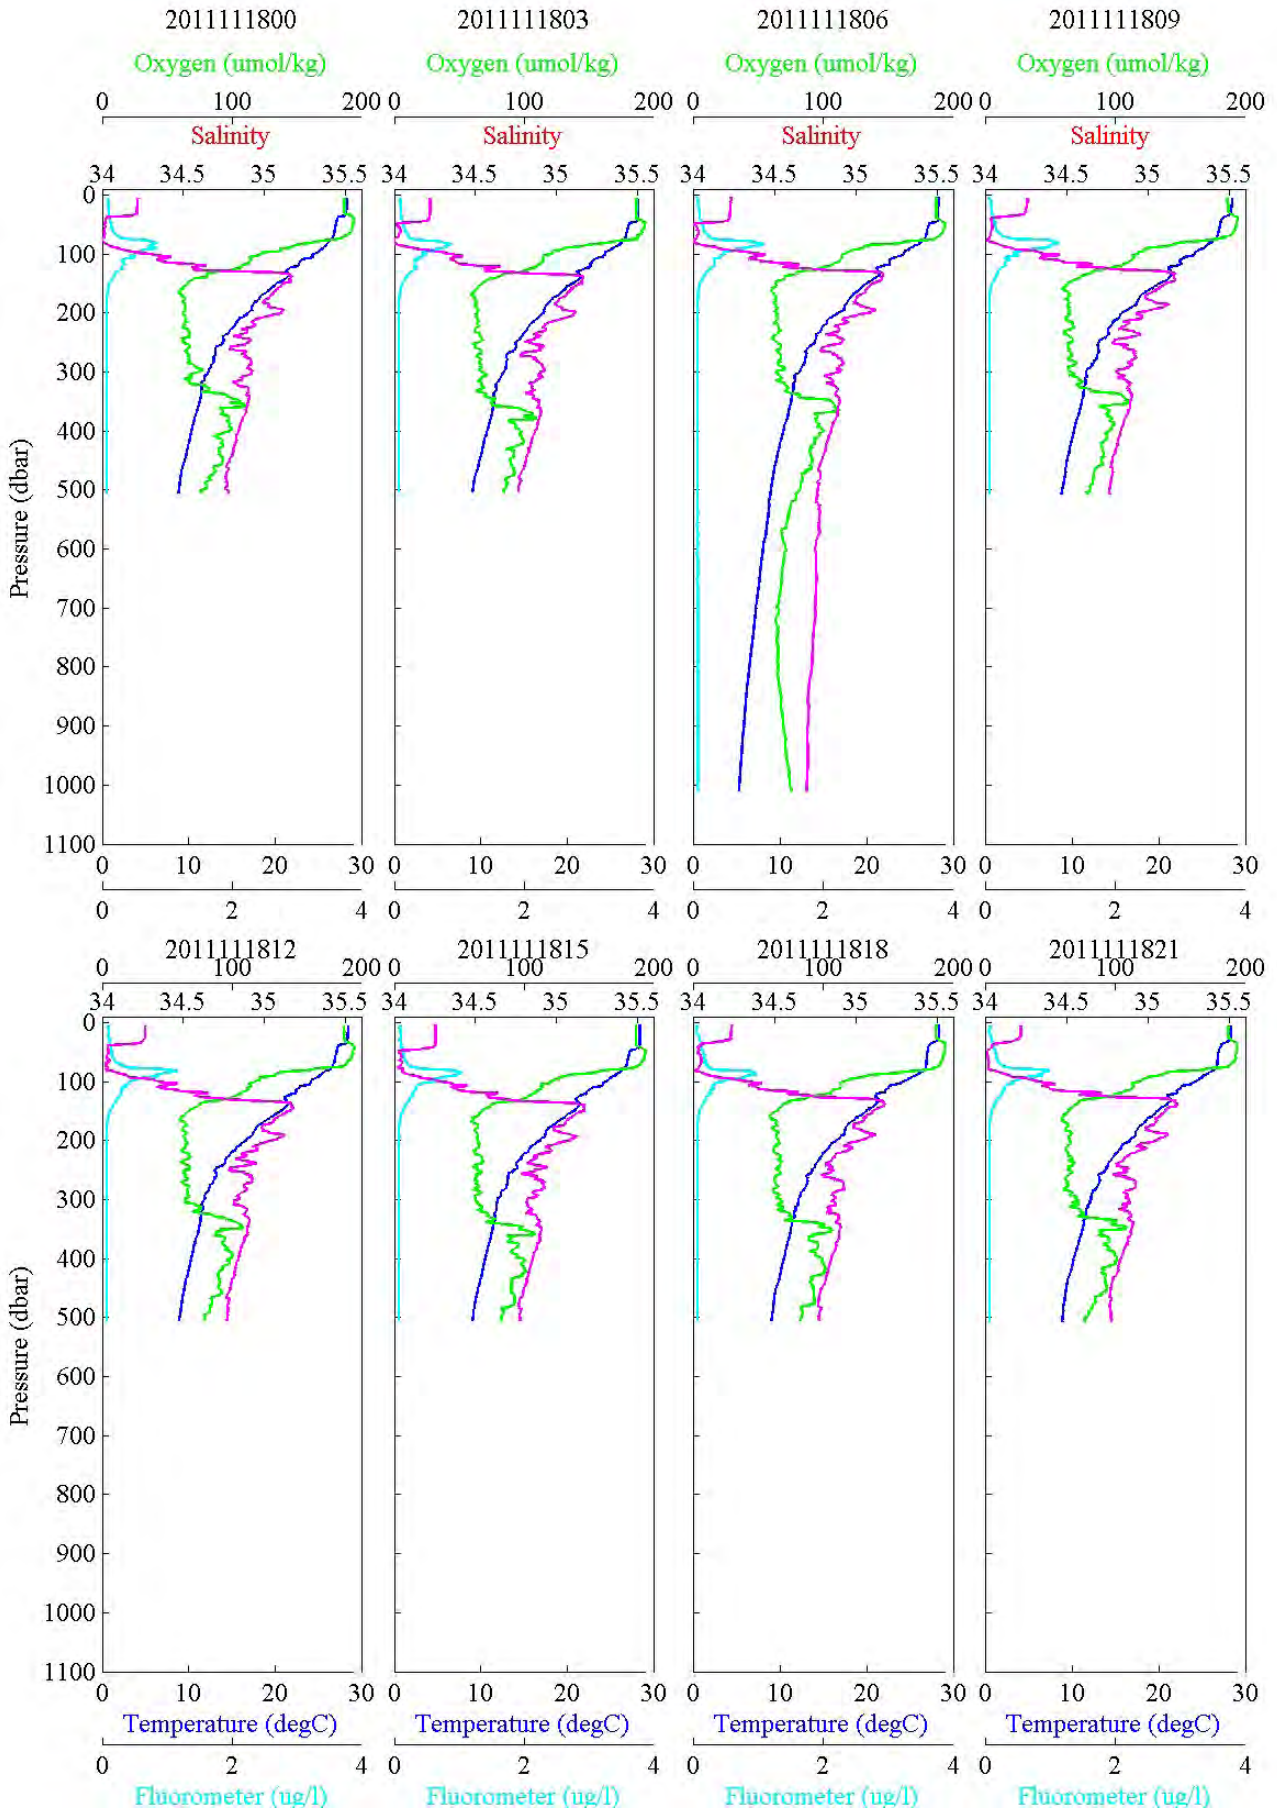 2011111800 2011111803 2011111806 2011111809
Oxygen (umol/kg) Oxygen (umol/kg) Oxygen (umol/kg) Oxygen (umol/kg)
0 100 200 0 100 200 0 100 200 0 100 200
Salinity Salinity Salinity Salinity
34 34.5 35 35.5 34 34.5 35 35.5 34 34.5 35 35.5 34 34.5 35 35.5
0
100
200
300
400
500
600
700
800
900
1000
1100
Pressure (dbar)
0 10 20 30 0 10 20 30 0 10 20 30 0 10 20 30
0 2 4 0 2 4 0 2 4 0 2 4
2011111812 2011111815 2011111818 2011111821
0 100 200 0 100 200 0 100 200 0 100 200
34 34.5 35 35.5 34 34.5 35 35.5 34 34.5 35 35.5 34 34.5 35 35.5
0
100
200
300
400
500
600
700
800
900
1000
1100
Pressure (dbar)
0 10 20 30 0 10 20 30 0 10 20 30 0 10 20 30
Temperature (degC) Temperature (degC) Temperature (degC) Temperature (degC)
0 2 4 0 2 4 0 2 4 0 2 4
Fluorometer (ug/l) Fluorometer (ug/l) Fluorometer (ug/l) Fluorometer (ug/l)